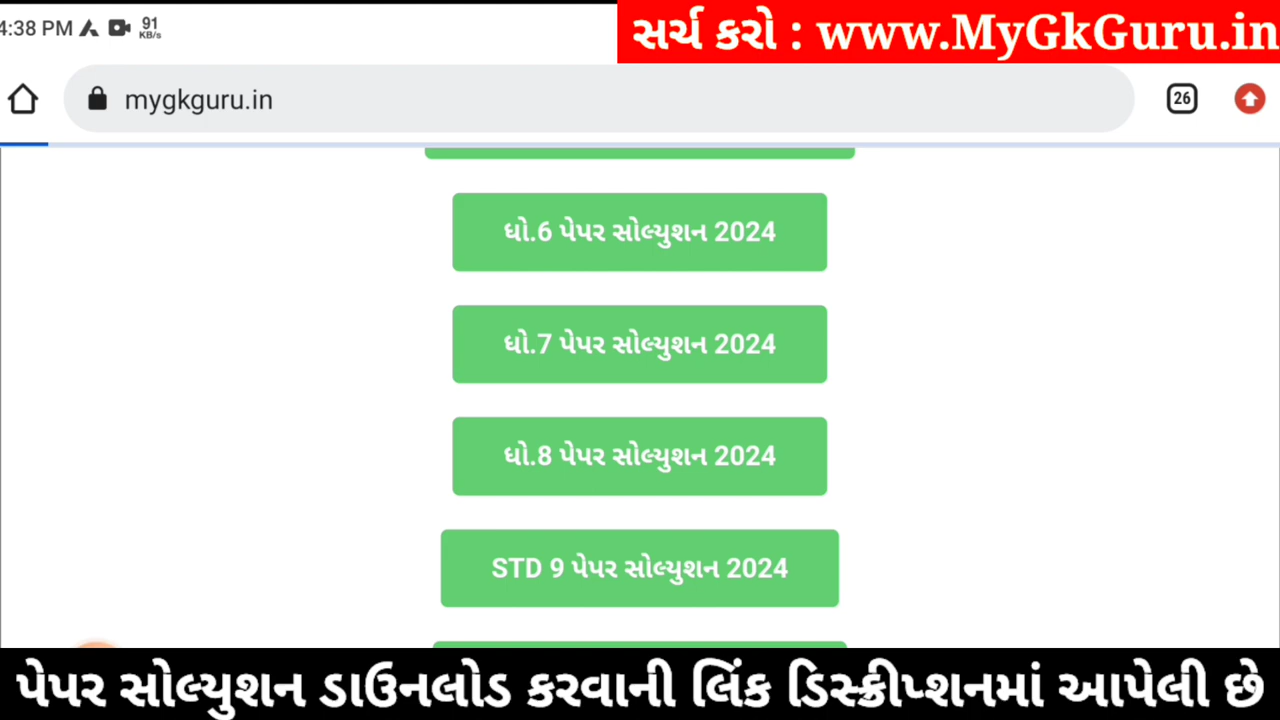 4:38 PM 91 KB/s
સર્ચ કરો : www.MyGkGuru.in
mygkguru.in 26
ધો.6 પેપર સોલ્યુશન 2024
ધો.7 પેપર સોલ્યુશન 2024
ધો.8 પેપર સોલ્યુશન 2024
STD 9 પેપર સોલ્યુશન 2024
પેપર સોલ્યુશન ડાઉનલોડ કરવાની લિંક ડિસ્ક્રીપ્શનમાં આપેલી છે